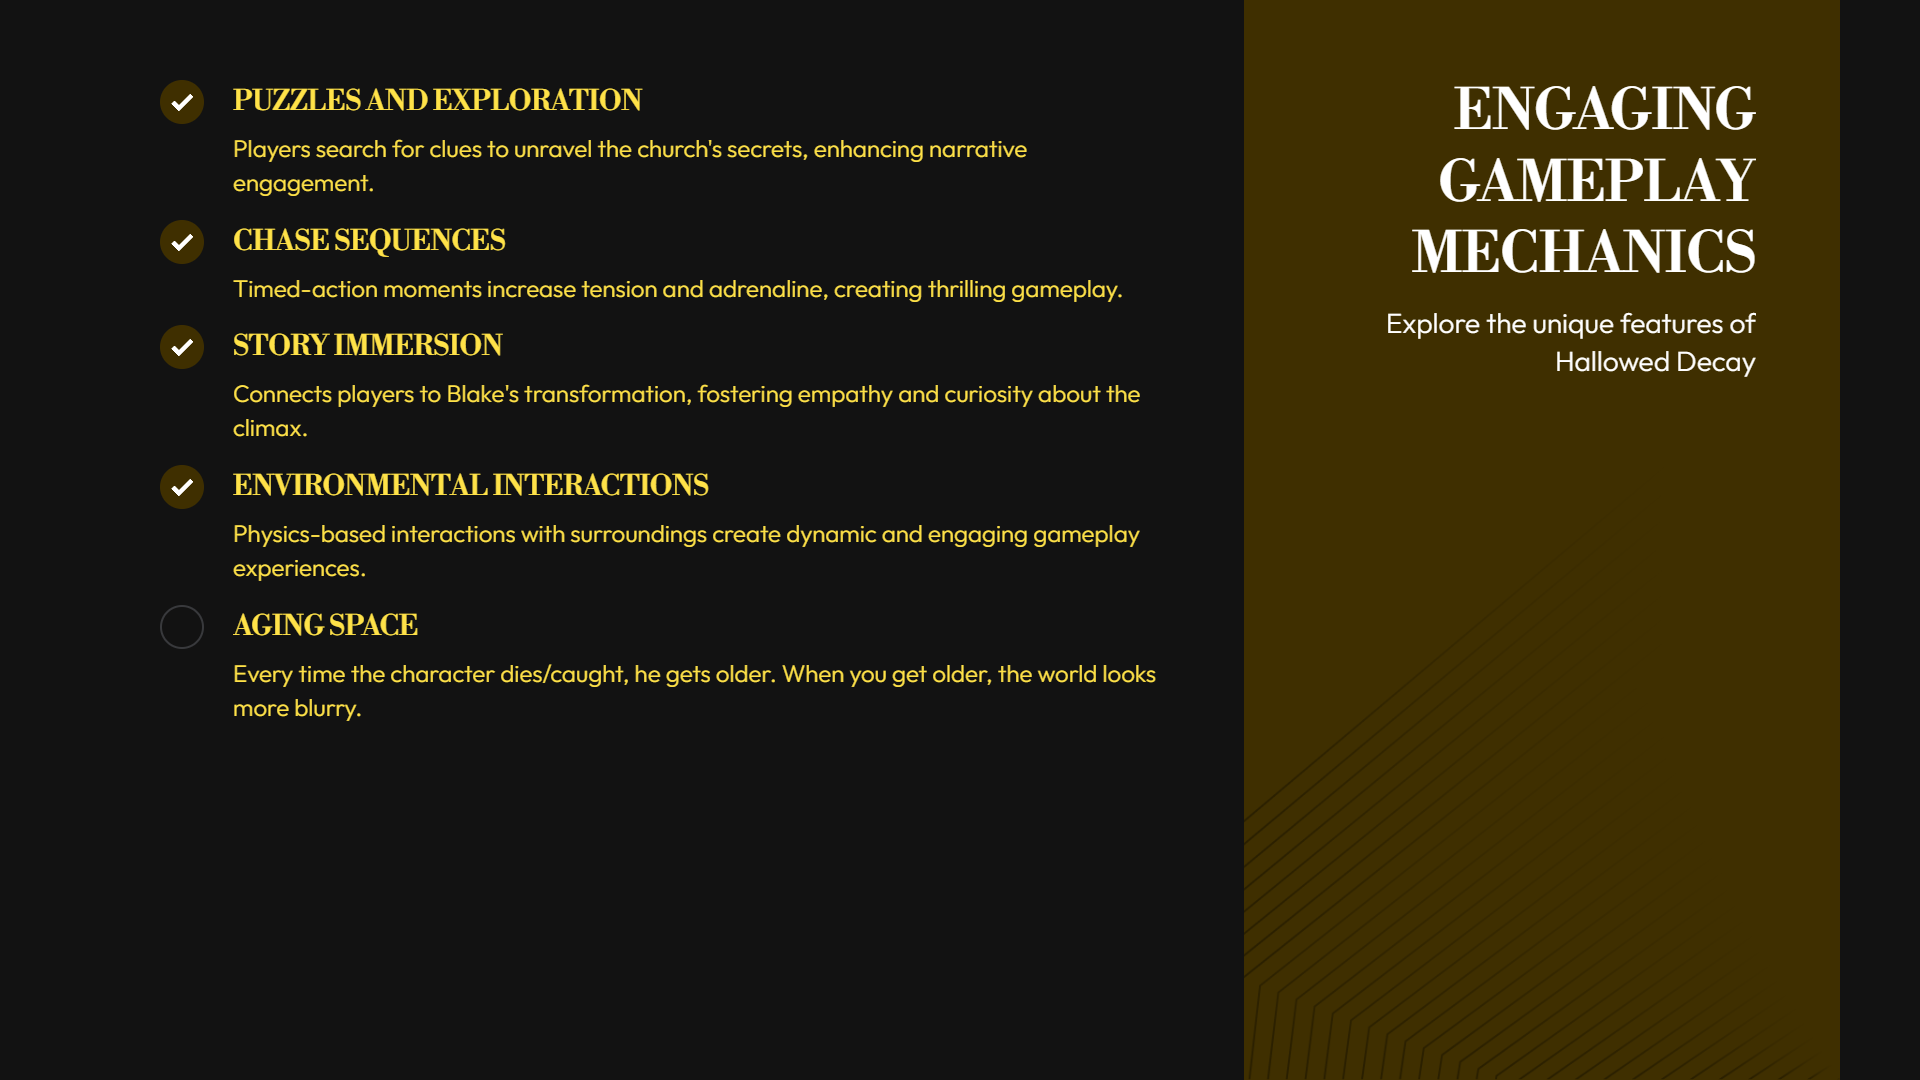 PUZZLES AND EXPLORATION
Players search for clues to unravel the church's secrets, enhancing narrative
engagement.
CHASE SEQUENCES
Timed-action moments increase tension and adrenaline, creating thrilling gameplay.
STORY IMMERSION
Connects players to Blake's transformation, fostering empathy and curiosity about the
climax.
ENVIRONMENTAL INTERACTIONS
Physics-based interactions with surroundings create dynamic and engaging gameplay
experiences.
AGING SPACE
Every time the character dies/caught, he gets older. When you get older, the world looks
more blurry.
ENGAGING
GAMEPLAY
MECHANICS
Explore the unique features of
Hallowed Decay